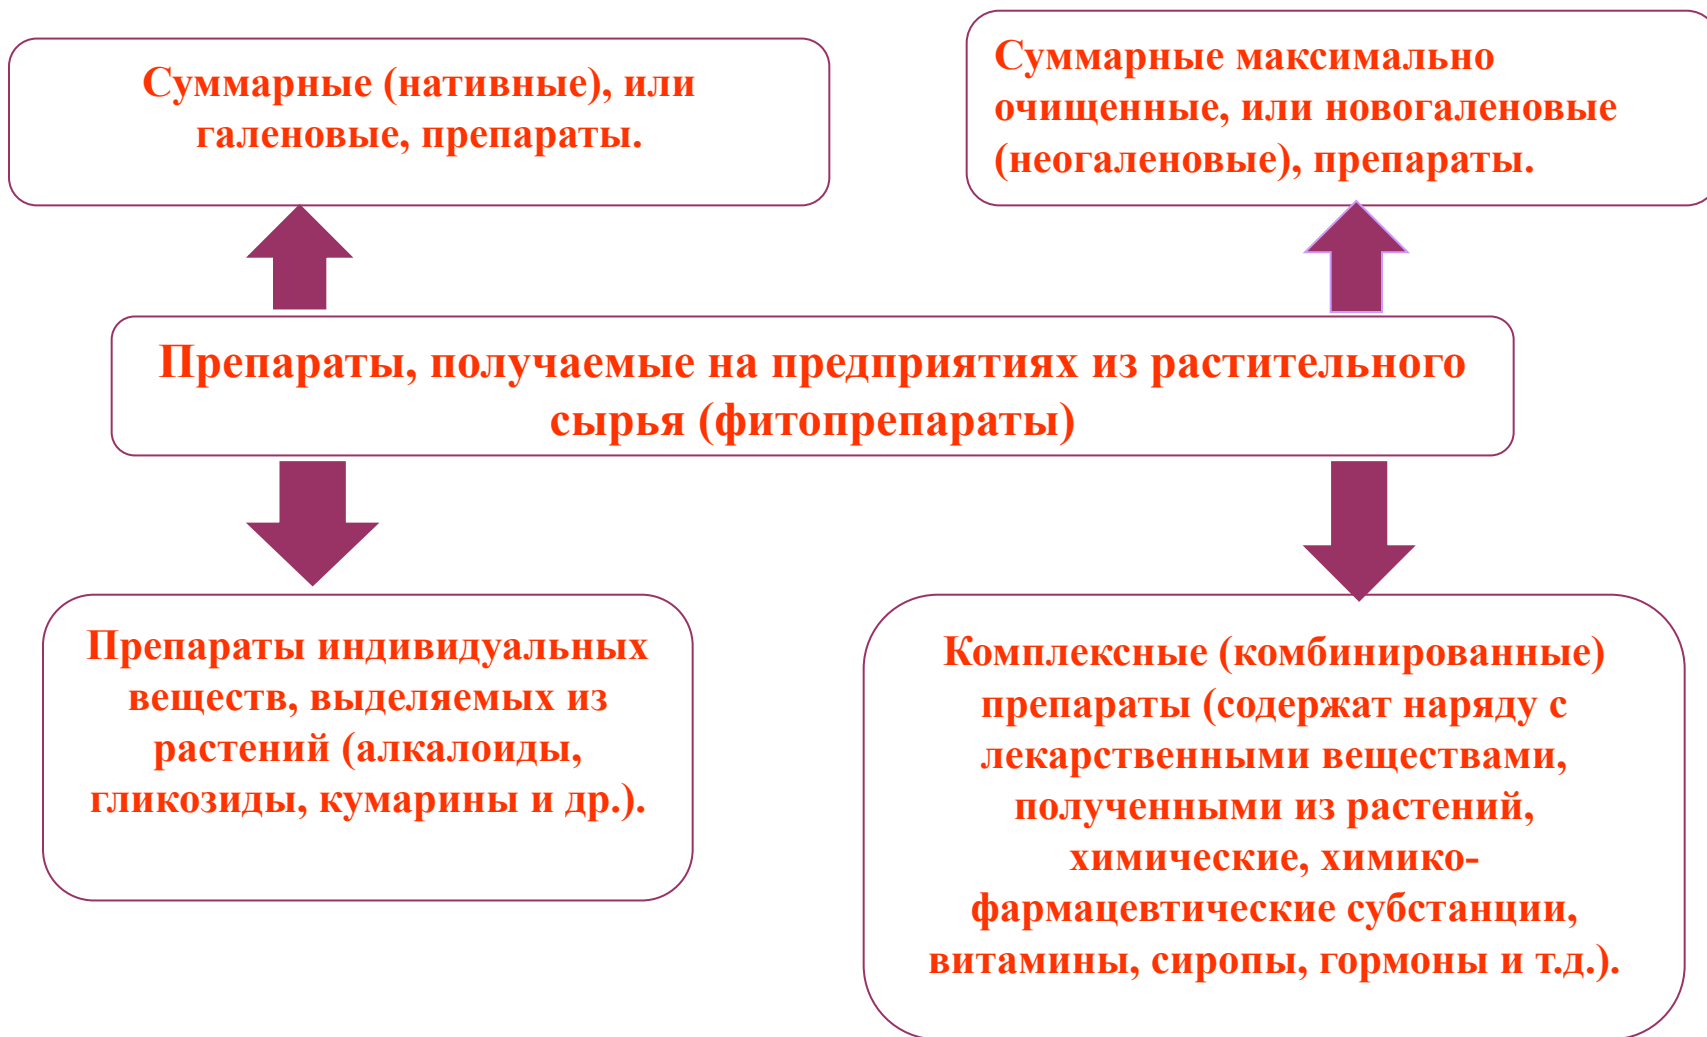 Суммарные (нативные), или
галеновые, препараты.
Суммарные максимально
очищенные, или новогаленовые
(неогаленовые), препараты.
Препараты, получаемые на предприятиях из растительного
сырья (фитопрепараты)
Препараты индивидуальных
веществ, выделяемых из
растений (алкалоиды,
гликозиды, кумарины и др.).
Комплексные (комбинированные)
препараты (содержат наряду с
лекарственными веществами,
полученными из растений,
химические, химико-
фармацевтические субстанции,
витамины, сиропы, гормоны и т.д.).